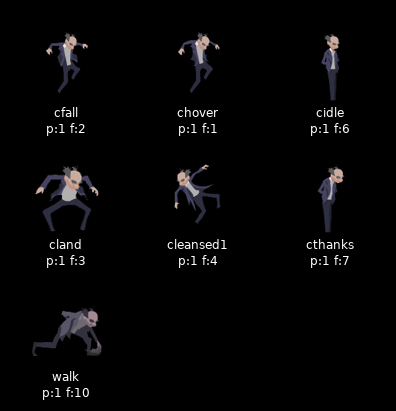 cfall
p:1 f:2
chover
p:1 f:1
cidle
p:1 f:6
cland
p:1 f:3
cleansed1
p:1 f:4
cthanks
p:1 f:7
walk
p:1 f:10